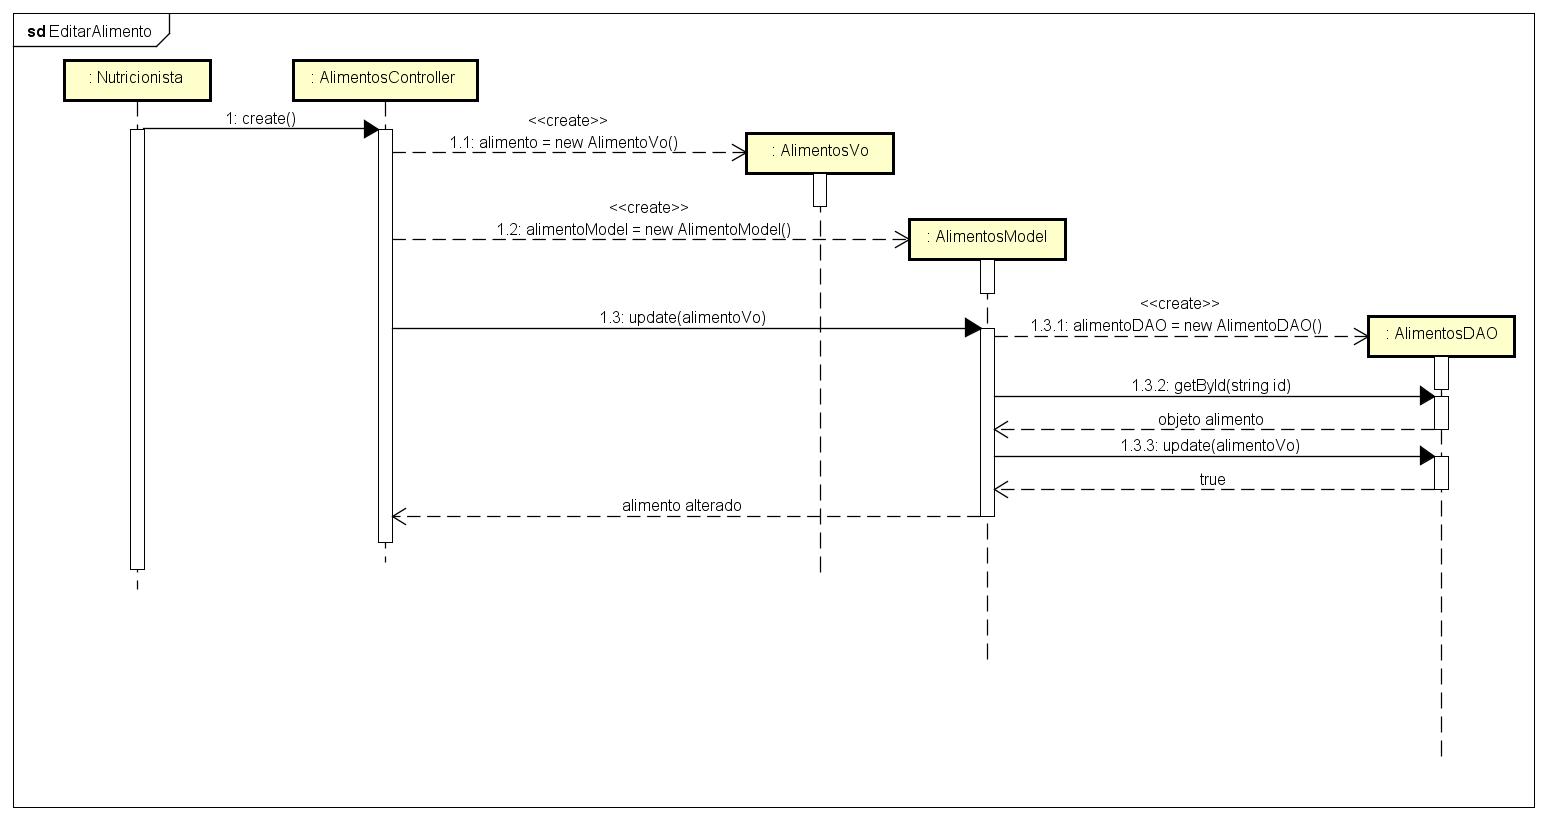 sd EditarAlimento
: Nutricionista
: AlimentosController
1: create()
<<create>>
1.1: alimento = new AlimentoVo()
: AlimentosVo
<<create>>
1.2: alimentoModel = new AlimentoModel()
: AlimentosModel
1.3: update(alimentoVo)
<<create>>
1.3.1: alimentoDAO = new AlimentoDAO()
: AlimentosDAO
1.3.2: getById(string id)
objeto alimento
1.3.3: update(alimentoVo)
true
alimento alterado